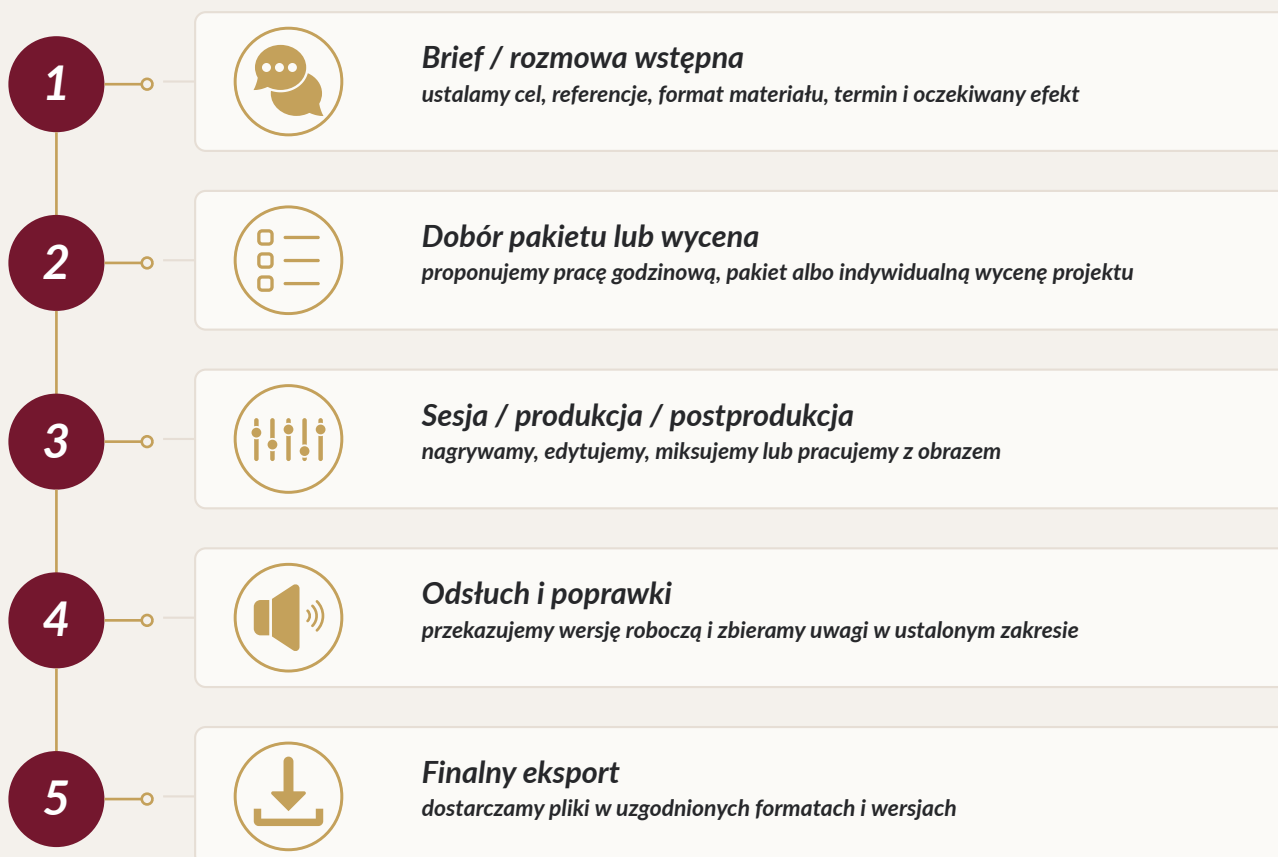 1
Brief / rozmowa wstępna
ustalamy cel, referencje, format materiału, termin i oczekiwany efekt
2
Dobór pakietu lub wycena
proponujemy pracę godzinową, pakiet albo indywidualną wycenę projektu
3
Sesja / produkcja / postprodukcja
nagrywamy, edytujemy, miksujemy lub pracujemy z obrazem
4
Odsłuch i poprawki
przekazujemy wersję roboczą i zbieramy uwagi w ustalonym zakresie
5
Finalny eksport
dostarczamy pliki w uzgodnionych formatach i wersjach